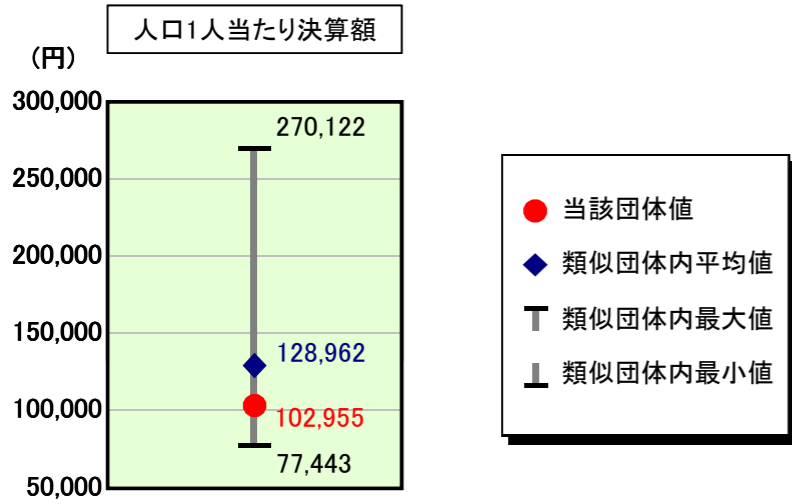 人口1人当たり決算額
(円)
300,000
270,122
250,000
200,000
150,000
128,962
100,000
102,955
77,443
50,000
当該団体値
類似団体内平均値
類似団体内最大値
類似団体内最小値